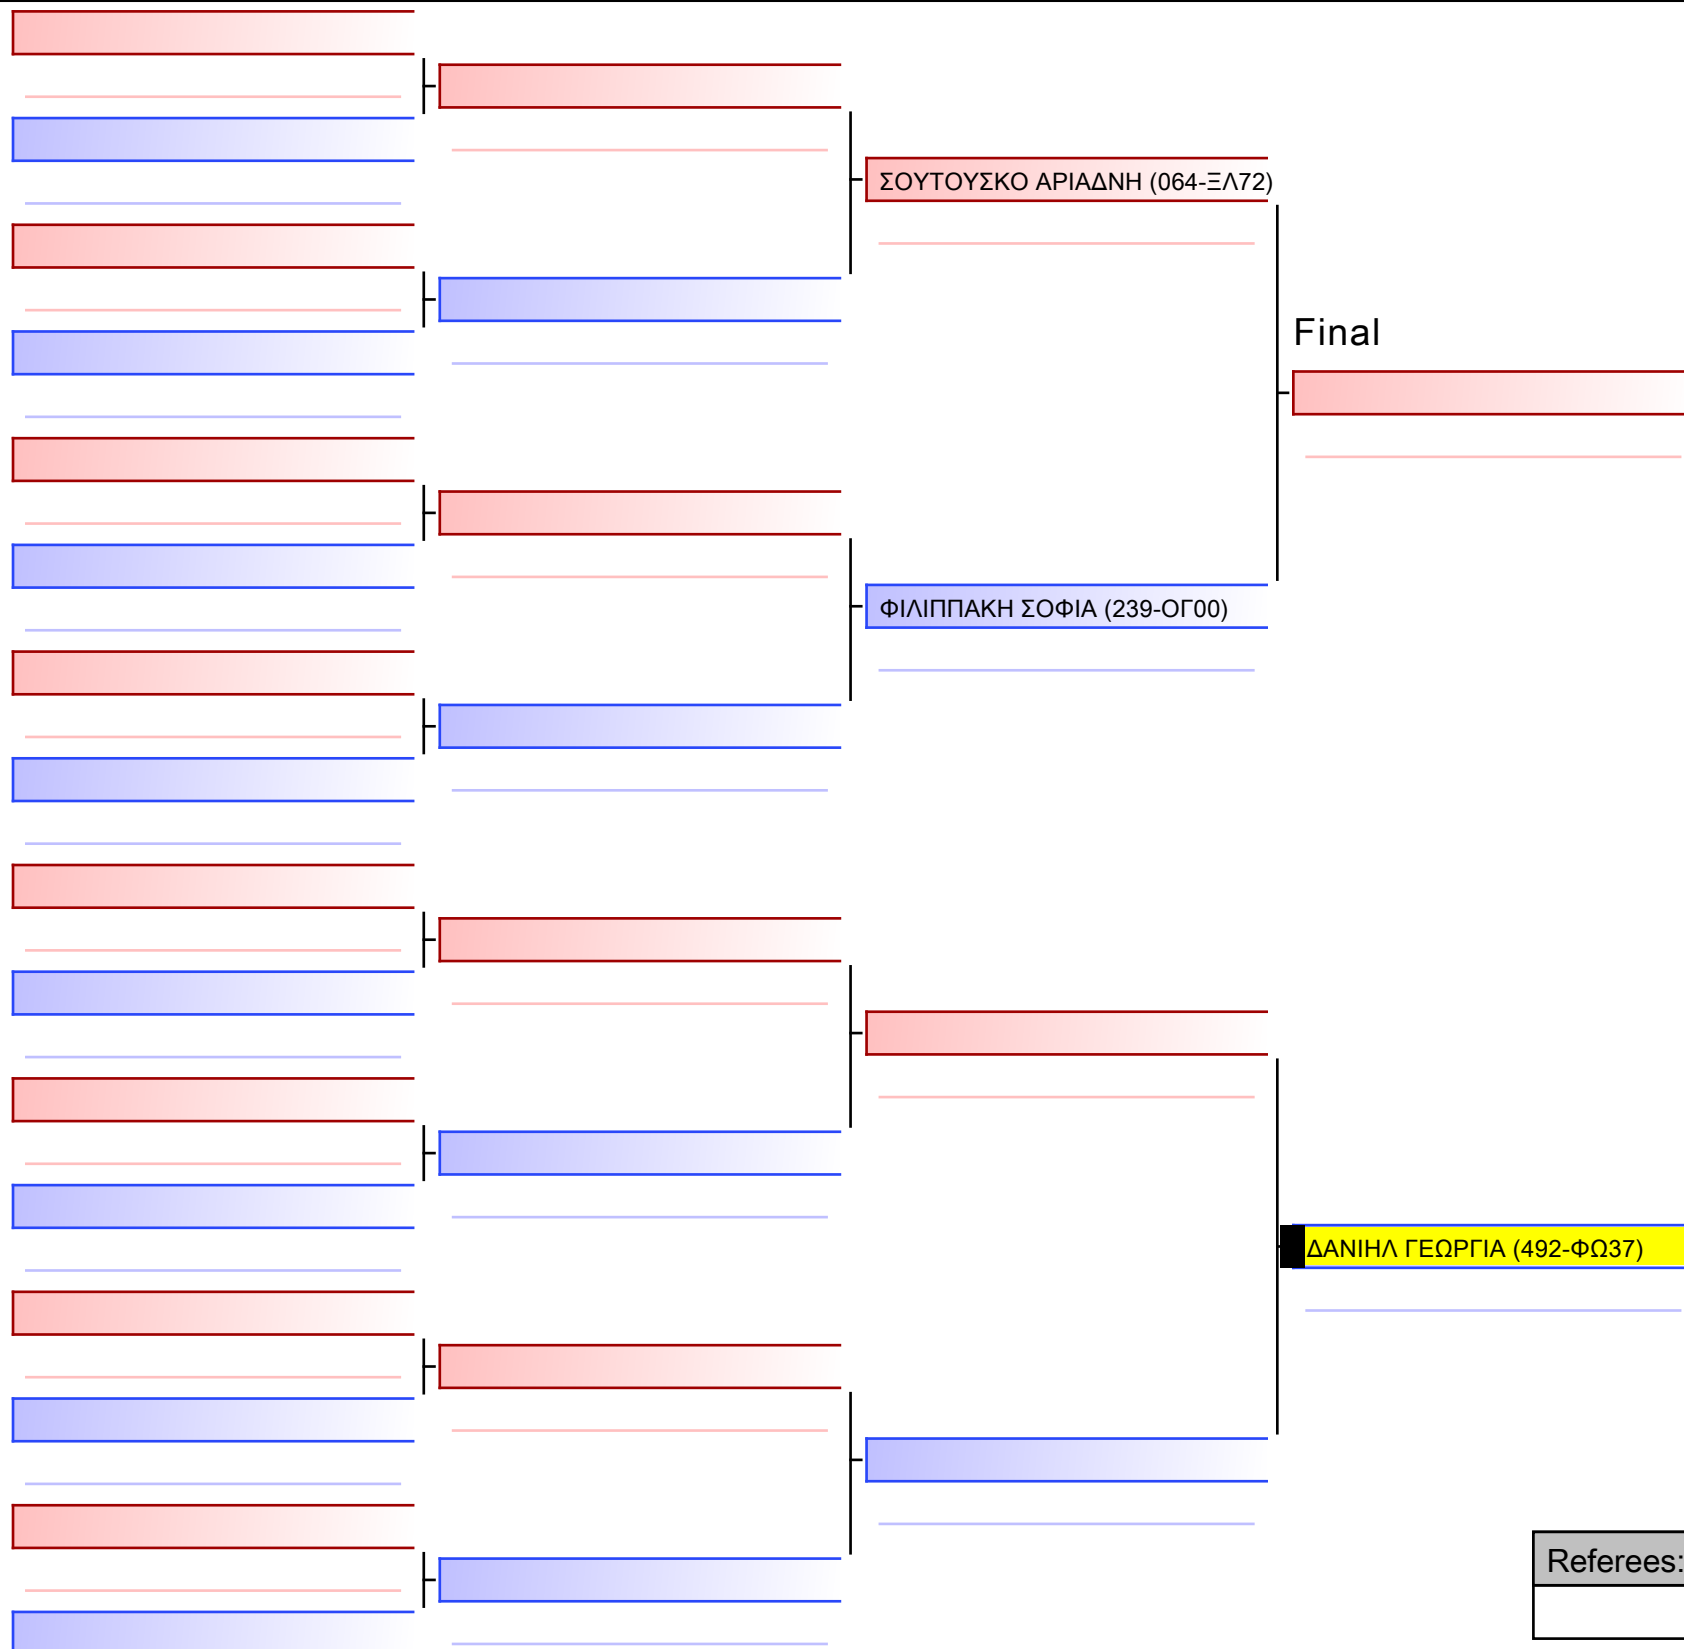 ΣΟΥΤΟΥΣΚΟ ΑΡΙΑΔΝΗ (064-ΞΛ72)
Final
ΦΙΛΙΠΠΑΚΗ ΣΟΦΙΑ (239-ΟΓ00)
ΔΑΝΙΗΛ ΓΕΩΡΓΙΑ (492-ΦΩ37)
Referees: